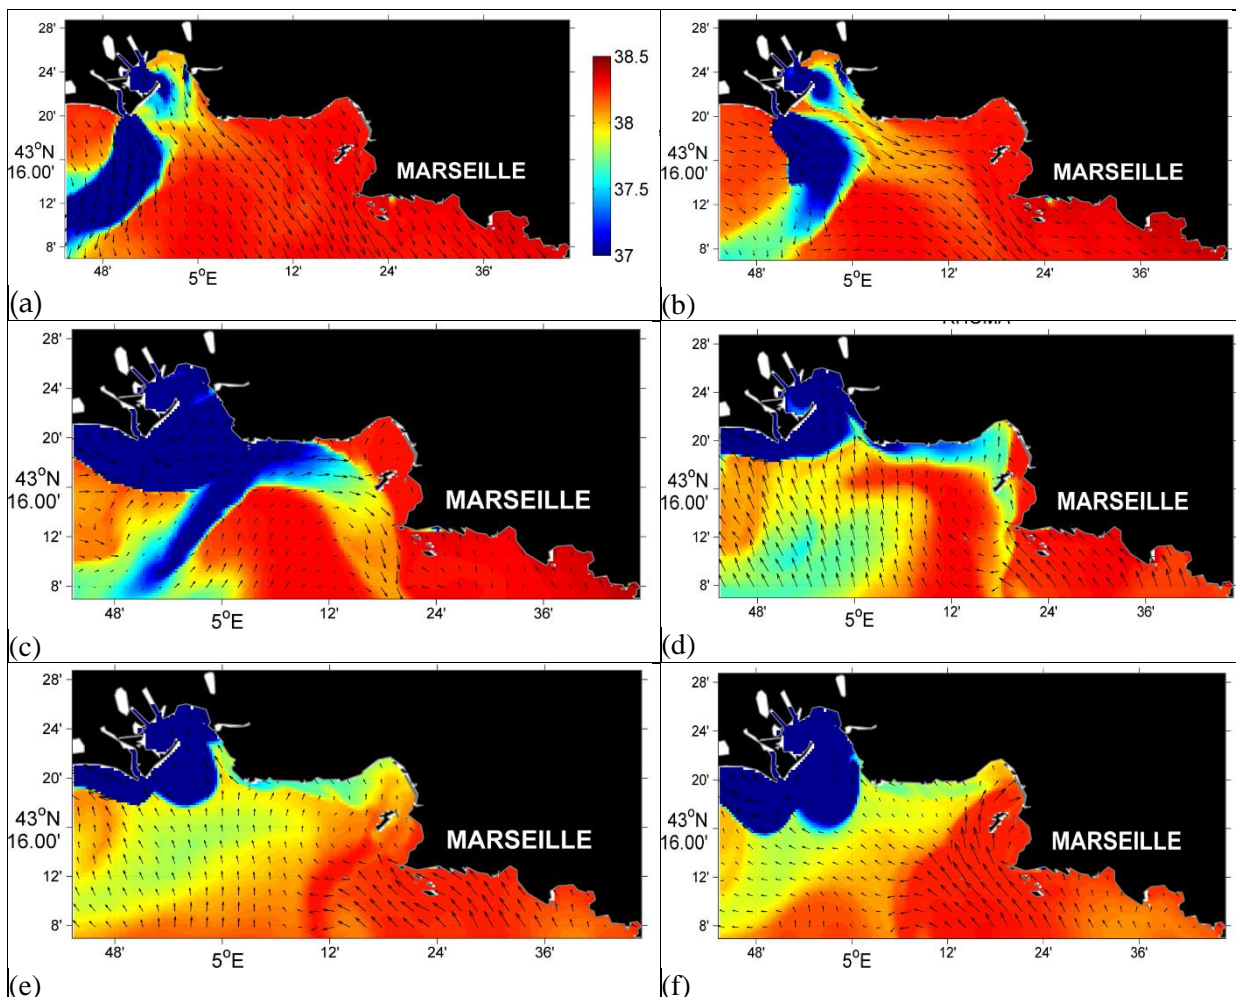 28'
24'
20'
43°N
16.00'
12'
8'
48'
5°E
12'
24'
36'
MARSEILLE
38.5
38
37.5
37
(a)
28'
24'
20'
43°N
16.00'
12'
8'
48'
5°E
12'
24'
36'
MARSEILLE
(b)
28'
24'
20'
43°N
16.00'
12'
8'
48'
5°E
12'
24'
36'
MARSEILLE
(c)
28'
24'
20'
43°N
16.00'
12'
8'
48'
5°E
12'
24'
36'
MARSEILLE
(d)
28'
24'
20'
43°N
16.00'
12'
8'
48'
5°E
12'
24'
36'
MARSEILLE
(e)
28'
24'
20'
43°N
16.00'
12'
8'
48'
5°E
12'
24'
36'
MARSEILLE
(f)